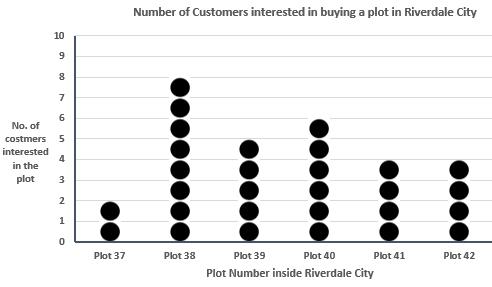 Number of Customers interested in buying a plot in Riverdale City
10
9
8
7
6
5
4
3
2
1
0
No. of
costmers
interested
in the
plot
Plot 37 Plot 38 Plot 39 Plot 40 Plot 41 Plot 42
Plot Number inside Riverdale City